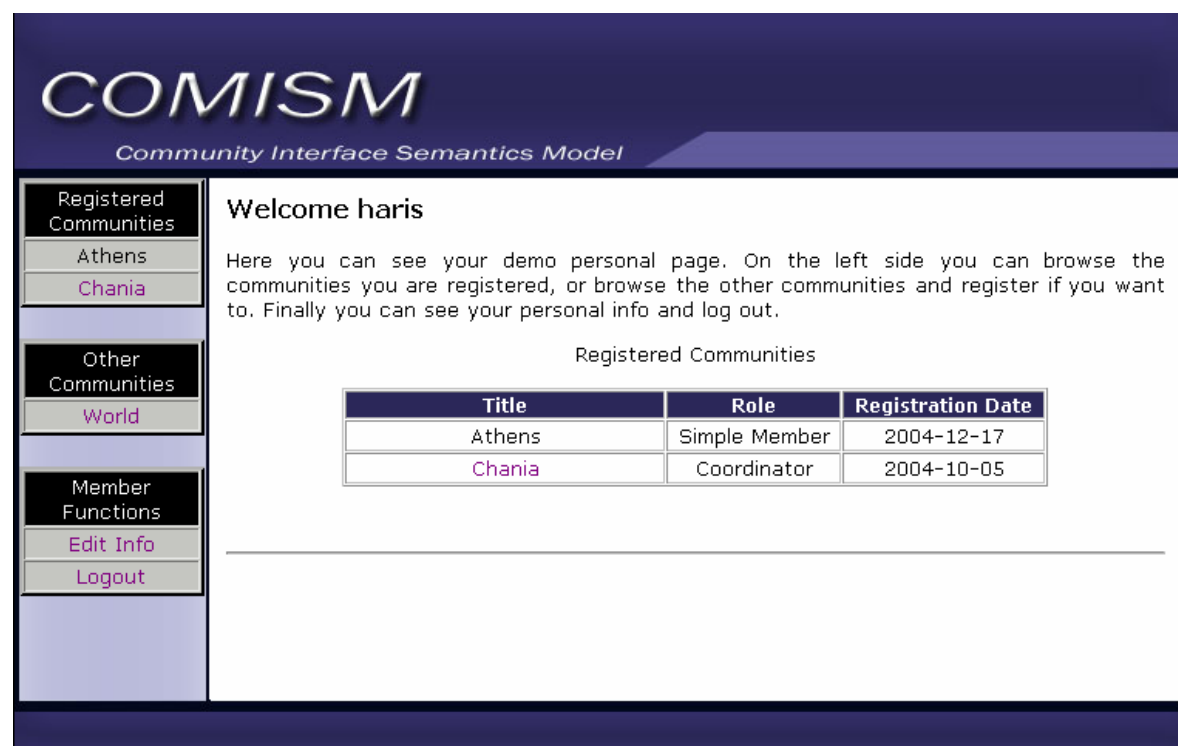 COMISM
Community Interface Semantics Model
Registered
Communities
Athens
Chania
Other
Communities
World
Member
Functions
Edit Info
Logout
Welcome haris
Here you can see your demo personal page. On the left side you can browse the
communities you are registered, or browse the other communities and register if you want
to. Finally you can see your personal info and log out.
Registered Communities
Title Role Registration Date
Athens Simple Member 2004-12-17
Chania Coordinator 2004-10-05